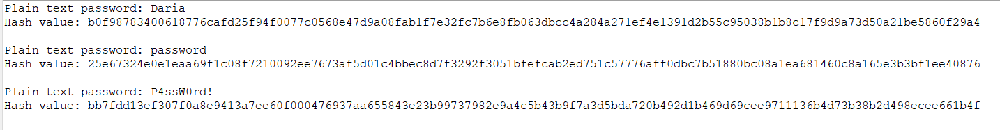 Plain text password: Daria
Hash value: b0f98783400618776cafd25f94f0077c0568e47d9a08fab1f7e32fc7b6e8fb063dbcc4a284a271ef4e1391d2b55c95038b1b8c17f9d9a73d50a21be5860f29a4
Plain text password: password
Hash value: 25e67324e0e1eaa69f1c08f7210092ee7673af5d01c4bbec8d7f3292f3051bfefcab2ed751c57776aff0dbc7b51880bc08a1ea681460c8a165e3b3bf1ee40876
Plain text password: P4ssW0rd!
Hash value: bb7fdd13ef307f0a8e9413a7ee60f000476937aa655843e23b99737982e9a4c5b43b9f7a3d5bda720b492d1b469d69cee9711136b4d73b38b2d498ecee661b4f